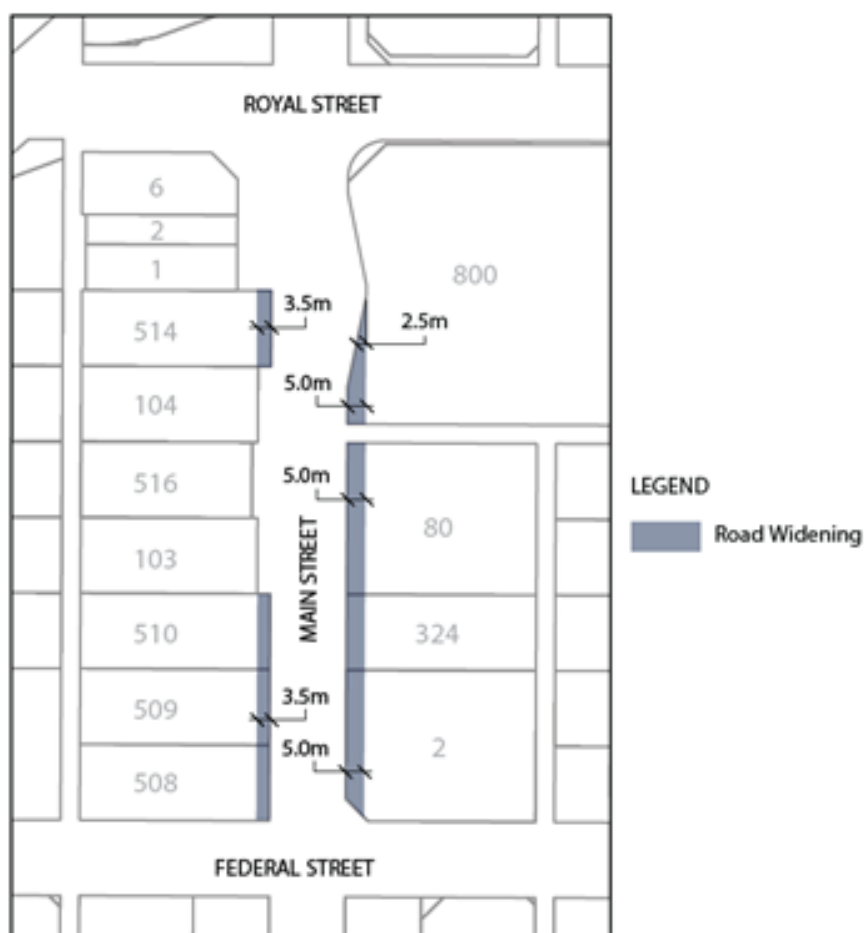 ROYAL STREET
6
2
1
800
3.5m
514
2.5m
5.0m
104
5.0m
516
80
LEGEND
Road Widening
MAIN STREET
103
510
324
3.5m
509
5.0m
2
508
FEDERAL STREET